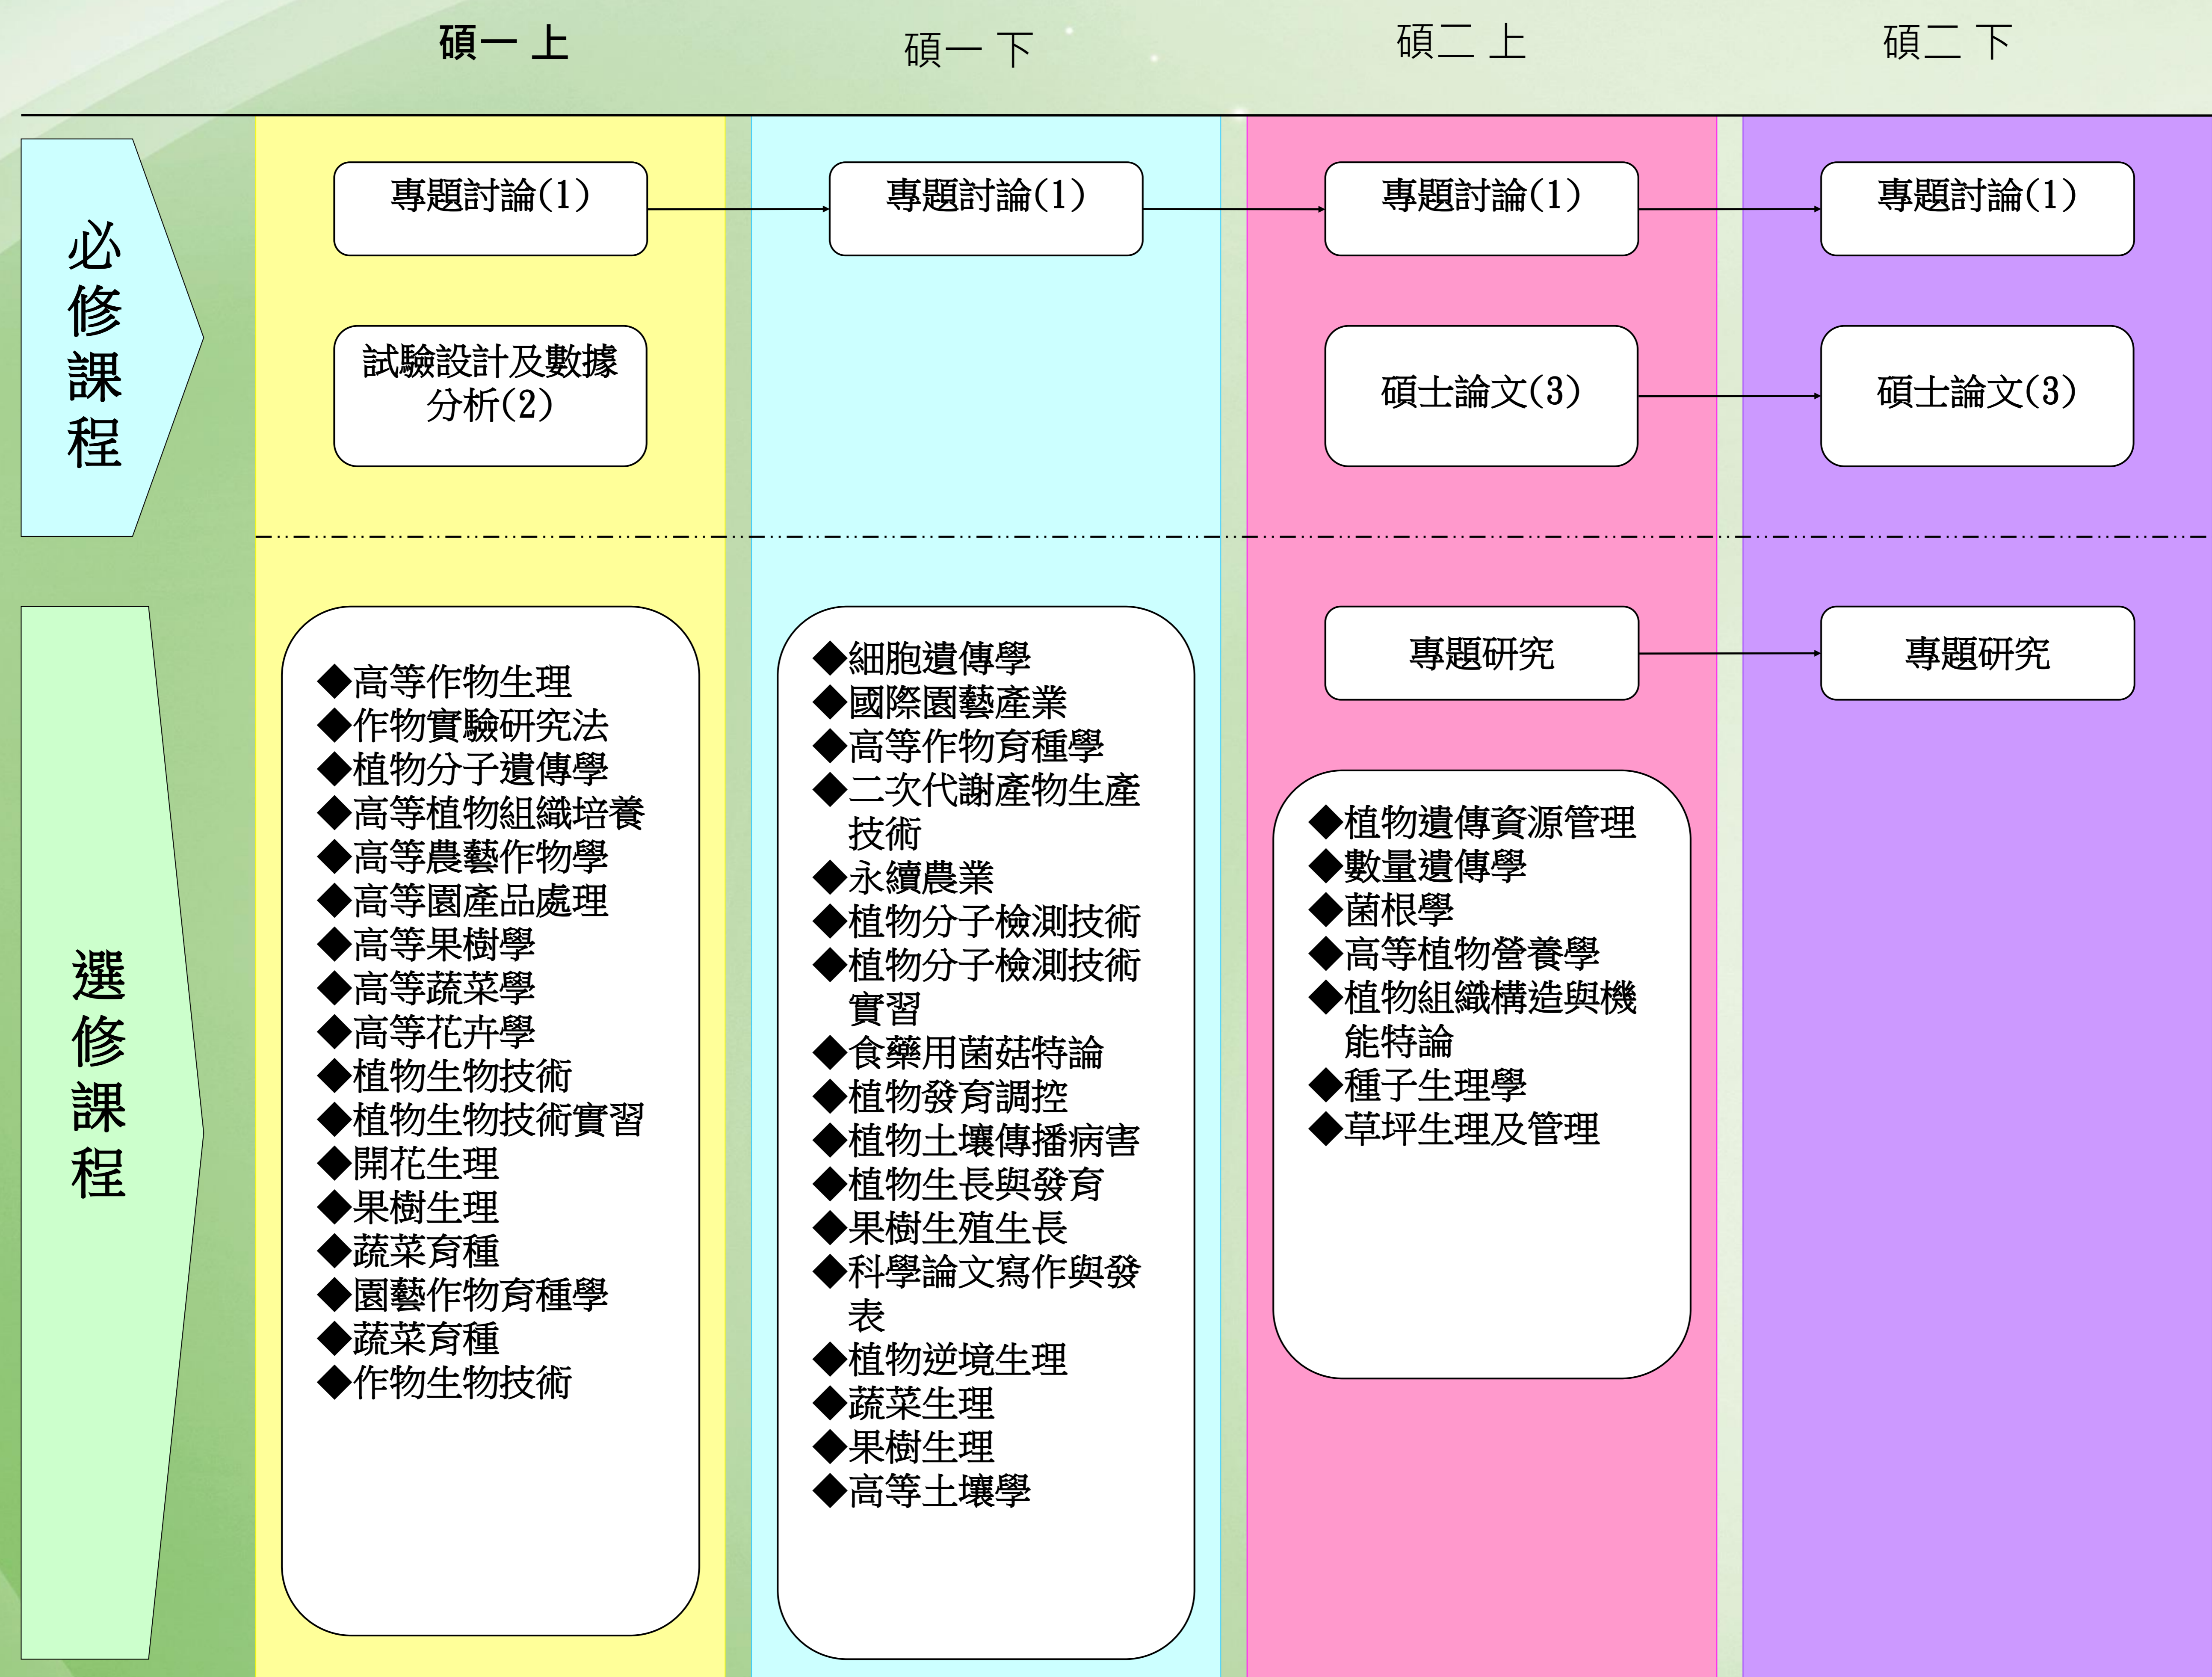 碩一 上
碩一 下
碩二 上
碩二 下
必修課程
專題討論(1)
專題討論(1)
專題討論(1)
專題討論(1)
試驗設計及數據
分析(2)
碩士論文(3)
碩士論文(3)
選修課程
◆高等作物生理
◆作物實驗研究法
◆植物分子遺傳學
◆高等植物組織培養
◆高等農藝作物學
◆高等園產品處理
◆高等果樹學
◆高等蔬菜學
◆高等花卉學
◆植物生物技術
◆植物生物技術實習
◆開花生理
◆果樹生理
◆蔬菜育種
◆園藝作物育種學
◆蔬菜育種
◆作物生物技術
◆細胞遺傳學
◆國際園藝產業
◆高等作物育種學
◆二次代謝產物生產
技術
◆永續農業
◆植物分子檢測技術
◆植物分子檢測技術
實習
◆食藥用菌菇特論
◆植物發育調控
◆植物土壤傳播病害
◆植物生長與發育
◆果樹生殖生長
◆科學論文寫作與發
表
◆植物逆境生理
◆蔬菜生理
◆果樹生理
◆高等土壤學
專題研究
專題研究
◆植物遺傳資源管理
◆數量遺傳學
◆菌根學
◆高等植物營養學
◆植物組織構造與機
能特論
◆種子生理學
◆草坪生理及管理